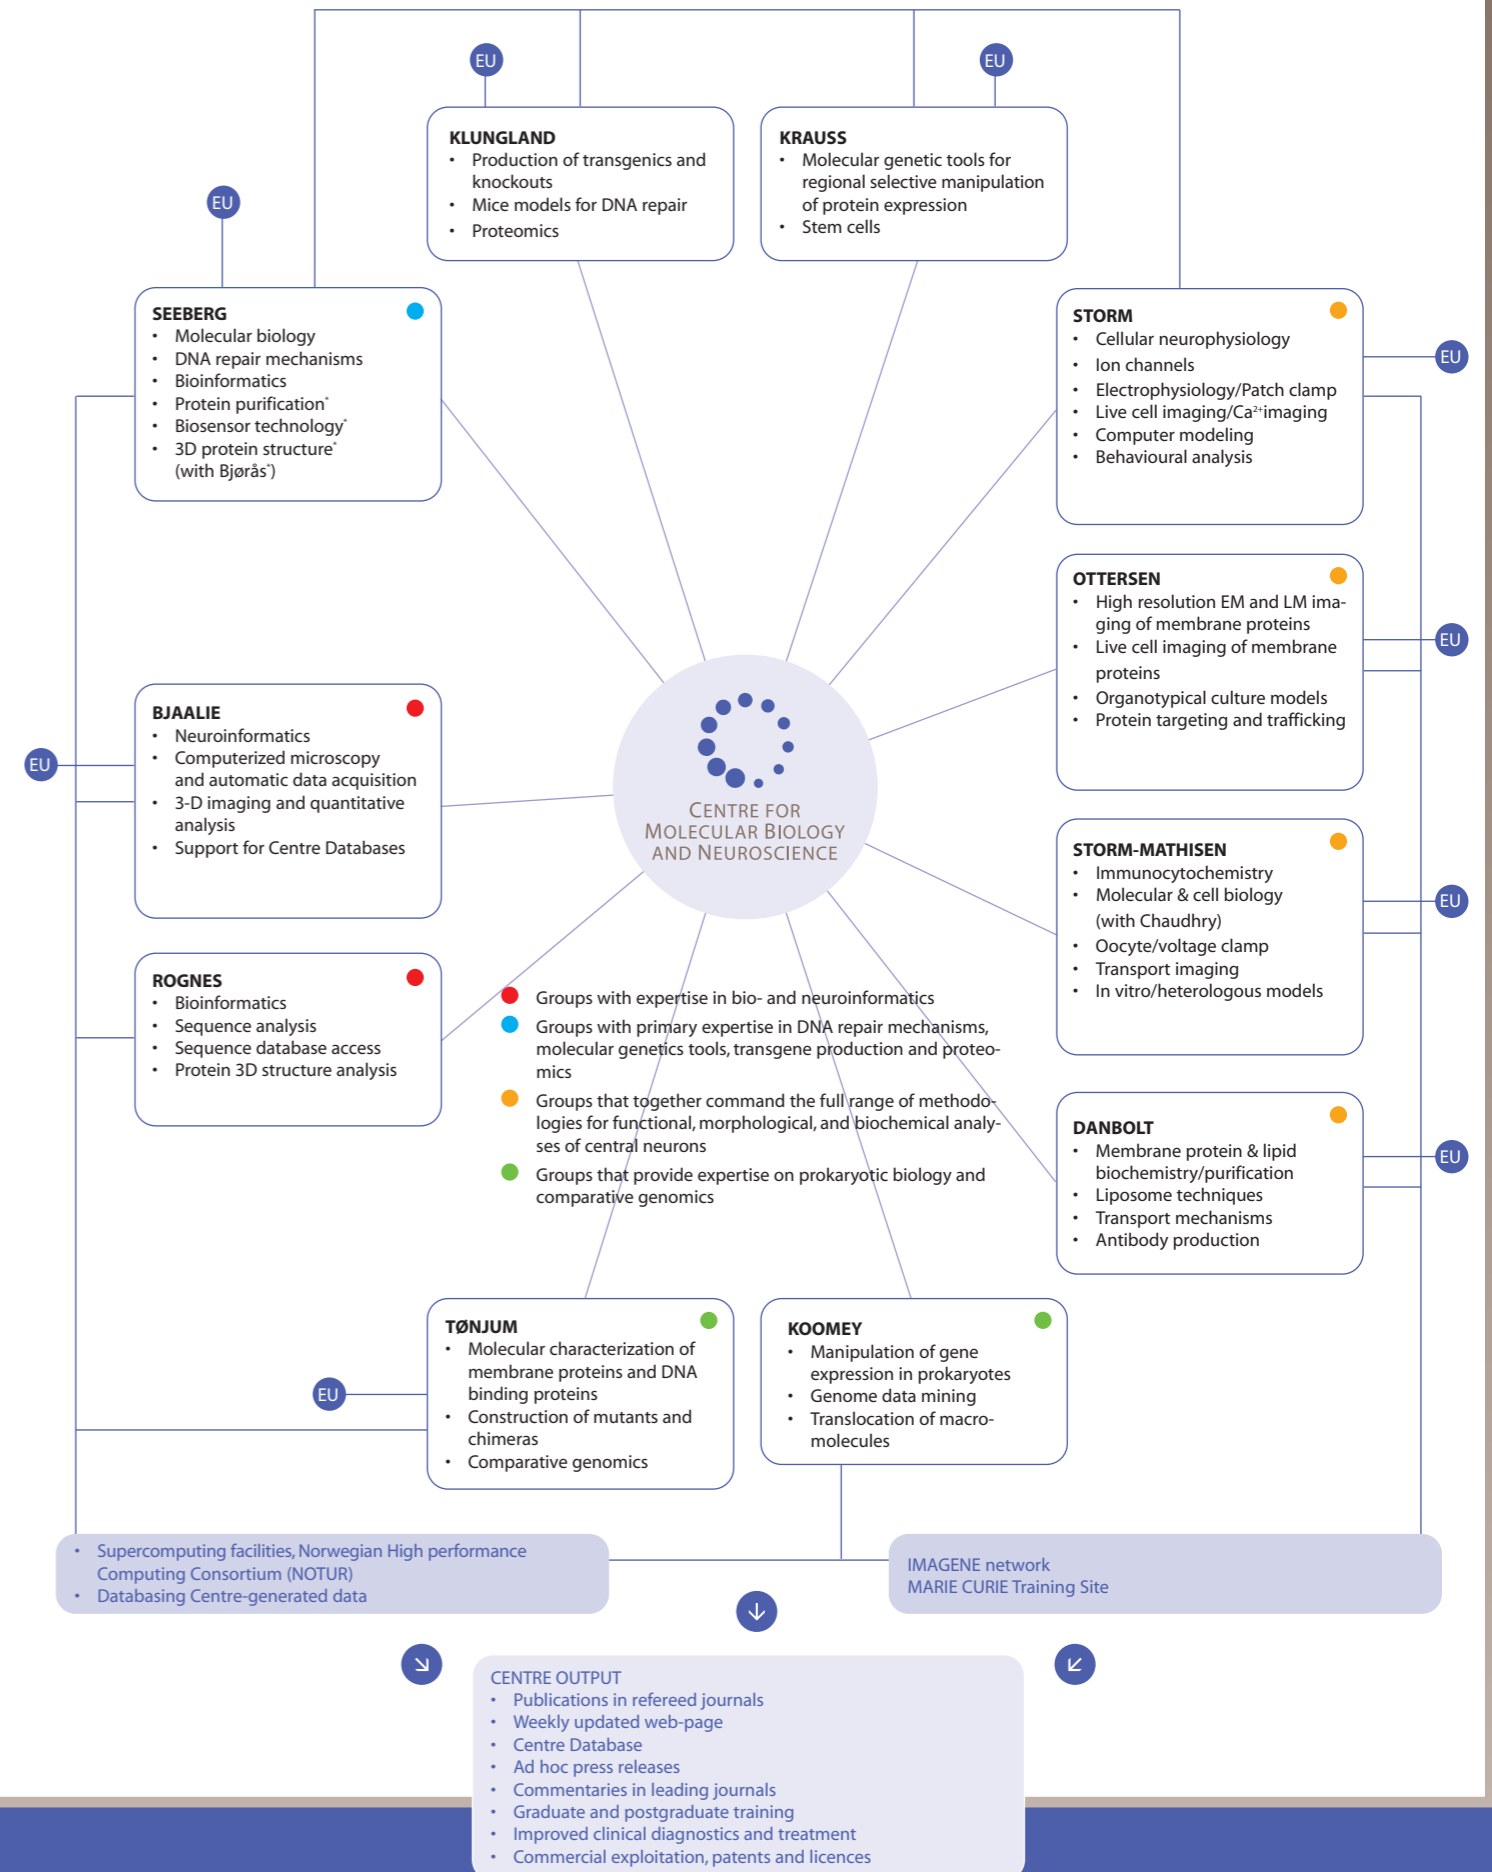 EU
EU
KLUNGLAND
• Production of transgenics and
knockouts
• Mice models for DNA repair
• Proteomics
KRAUSS
• Molecular genetic tools for
regional selective manipulation
of protein expression
• Stem cells
EU
SEEBERG
• Molecular biology
• DNA repair mechanisms
• Bioinformatics
• Protein purification*
• Biosensor technology*
• 3D protein structure*
(with Bjørås*)
STORM
• Cellular neurophysiology
• Ion channels
• Electrophysiology/Patch clamp
• Live cell imaging/Ca²⁺imaging
• Computer modeling
• Behavioural analysis
EU
OTTERSEN
• High resolution EM and LM ima-
ging of membrane proteins
• Live cell imaging of membrane
proteins
• Organotypical culture models
• Protein targeting and trafficking
EU
BJAALIE
• Neuroinformatics
• Computerized microscopy
and automatic data acquisition
• 3-D imaging and quantitative
analysis
• Support for Centre Databases
EU
CENTRE FOR
MOLECULAR BIOLOGY
AND NEUROSCIENCE
STORM-MATHISEN
• Immunocytochemistry
• Molecular & cell biology
(with Chaudhry)
• Oocyte/voltage clamp
• Transport imaging
• In vitro/heterologous models
EU
ROGNES
• Bioinformatics
• Sequence analysis
• Sequence database access
• Protein 3D structure analysis
Groups with expertise in bio- and neuroinformatics
Groups with primary expertise in DNA repair mechanisms,
molecular genetics tools, transgene production and proteo-
mics
Groups that together command the full range of methodo-
logies for functional, morphological, and biochemical analy-
ses of central neurons
Groups that provide expertise on prokaryotic biology and
comparative genomics
DANBOLT
• Membrane protein & lipid
biochemistry/purification
• Liposome techniques
• Transport mechanisms
• Antibody production
EU
TØNJUM
• Molecular characterization of
membrane proteins and DNA
binding proteins
• Construction of mutants and
chimeras
• Comparative genomics
EU
KOOMEY
• Manipulation of gene
expression in prokaryotes
• Genome data mining
• Translocation of macro-
molecules
• Supercomputing facilities, Norwegian High performance
Computing Consortium (NOTUR)
• Databasing Centre-generated data
IMAGENE network
MARIE CURIE Training Site
CENTRE OUTPUT
• Publications in refereed journals
• Weekly updated web-page
• Centre Database
• Ad hoc press releases
• Commentaries in leading journals
• Graduate and postgraduate training
• Improved clinical diagnostics and treatment
• Commercial exploitation, patents and licences